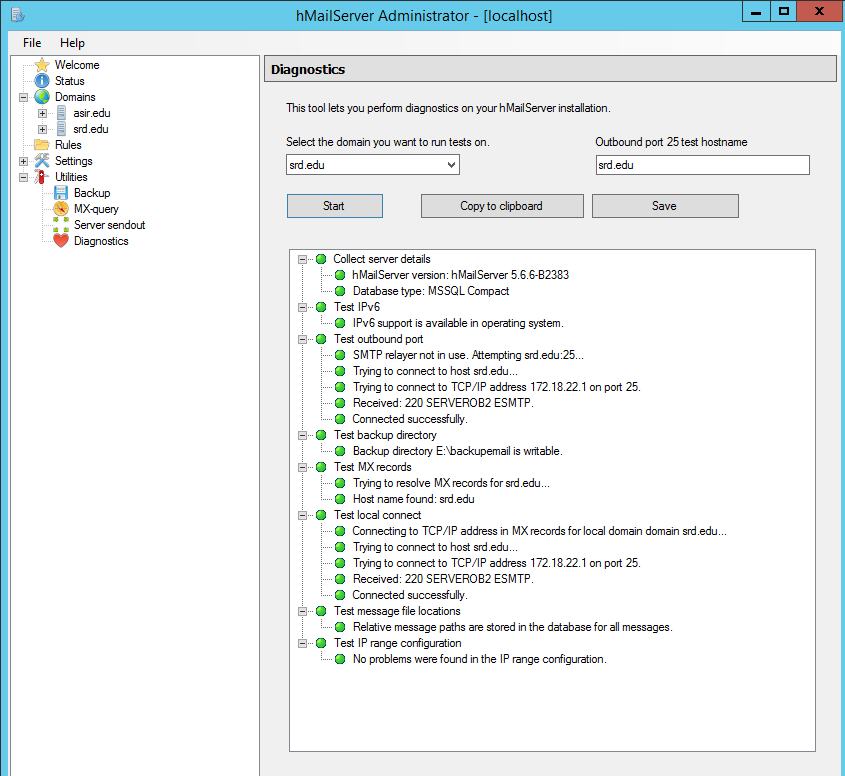 hMailServer Administrator - [localhost]
File Help
Welcome
Status
Domains
asir.edu
srd.edu
Rules
Settings
Utilities
Backup
MX-query
Server sendout
Diagnostics
Diagnostics
This tool lets you perform diagnostics on your hMailServer installation.
Select the domain you want to run tests on.
Outbound port 25 test hostname
srd.edu
srd.edu
Start
Copy to clipboard
Save
Collect server details
hMailServer version: hMailServer 5.6.6-B2383
Database type: MSSQL Compact
Test IPv6
IPv6 support is available in operating system.
Test outbound port
SMTP relayer not in use. Attempting srd.edu:25...
Trying to connect to host srd.edu...
Trying to connect to TCP/IP address 172.18.22.1 on port 25.
Received: 220 SERVEROB2 ESMTP.
Connected successfully.
Test backup directory
Backup directory E:\backupemail is writable.
Test MX records
Trying to resolve MX records for srd.edu...
Host name found: srd.edu
Test local connect
Connecting to TCP/IP address in MX records for local domain domain srd.edu...
Trying to connect to host srd.edu...
Trying to connect to TCP/IP address 172.18.22.1 on port 25.
Received: 220 SERVEROB2 ESMTP.
Connected successfully.
Test message file locations
Relative message paths are stored in the database for all messages.
Test IP range configuration
No problems were found in the IP range configuration.